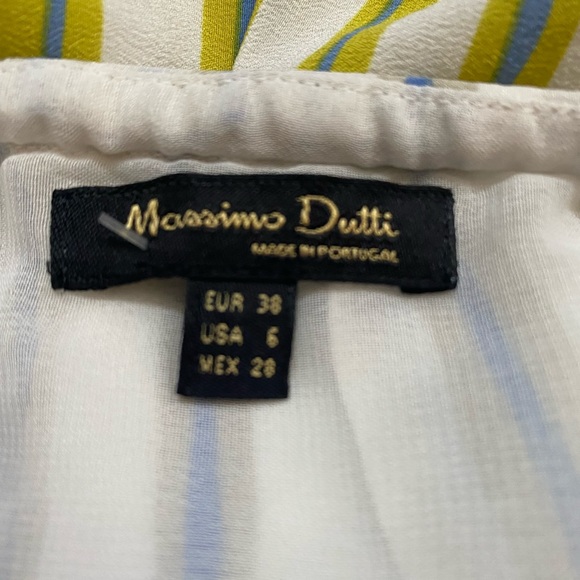 Massimo Dutti
MADE IN PORTUGAL
EUR 38
USA 6
MEX 28